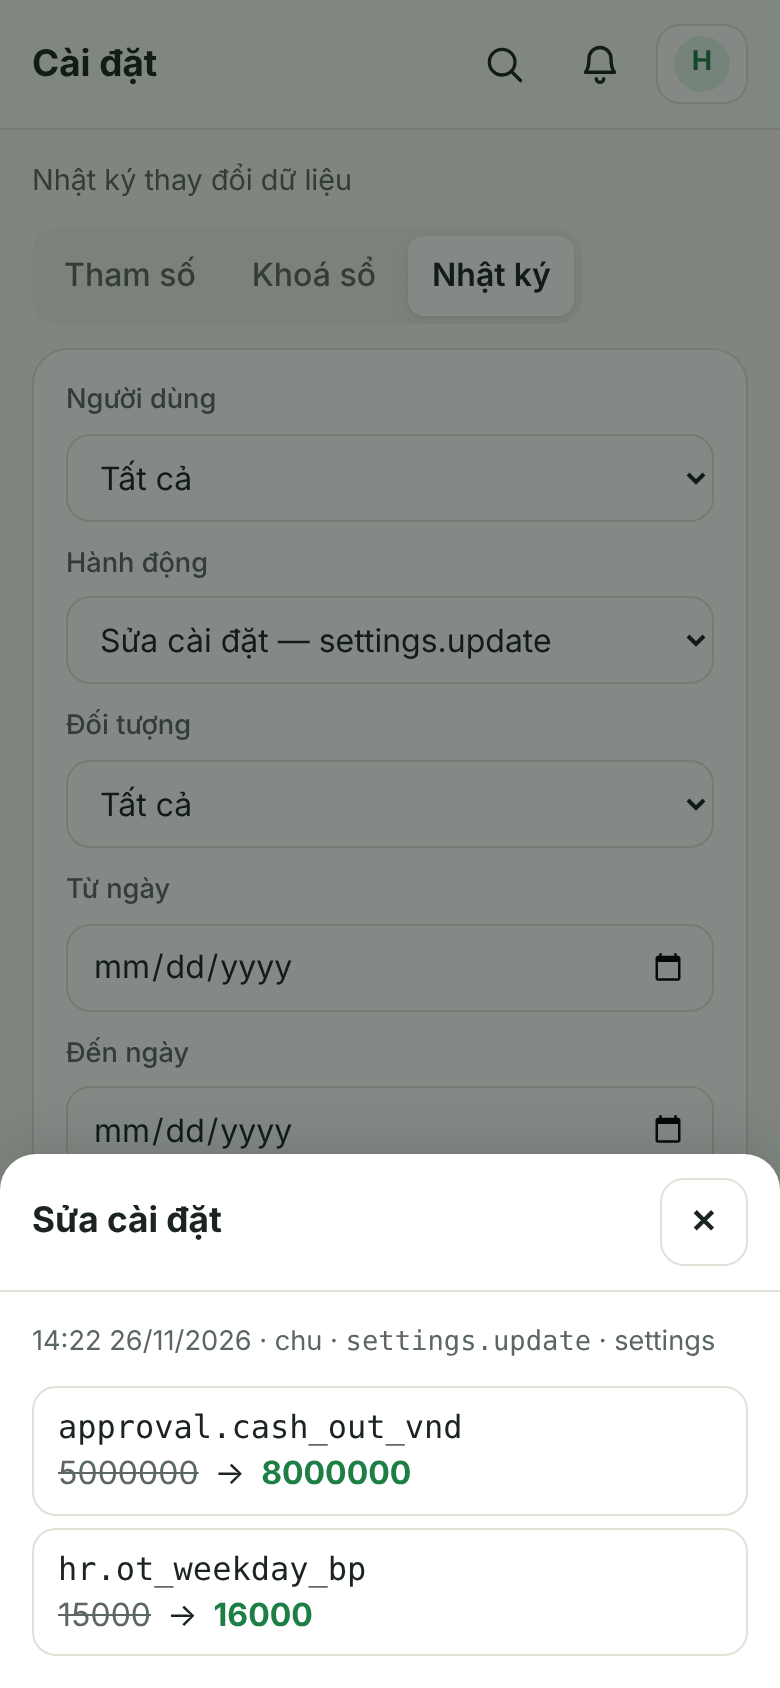 Cài đặt
H
Nhật ký thay đổi dữ liệu
Tham số Khoá sổ Nhật ký
Người dùng
Tất cả
Hành động
Sửa cài đặt — settings.update
Đối tượng
Tất cả
Từ ngày
mm/dd/yyyy
Đến ngày
mm/dd/yyyy
Sửa cài đặt
14:22 26/11/2026 · chu · settings.update · settings
approval.cash_out_vnd
5000000 → 8000000
hr.ot_weekday_bp
15000 → 16000